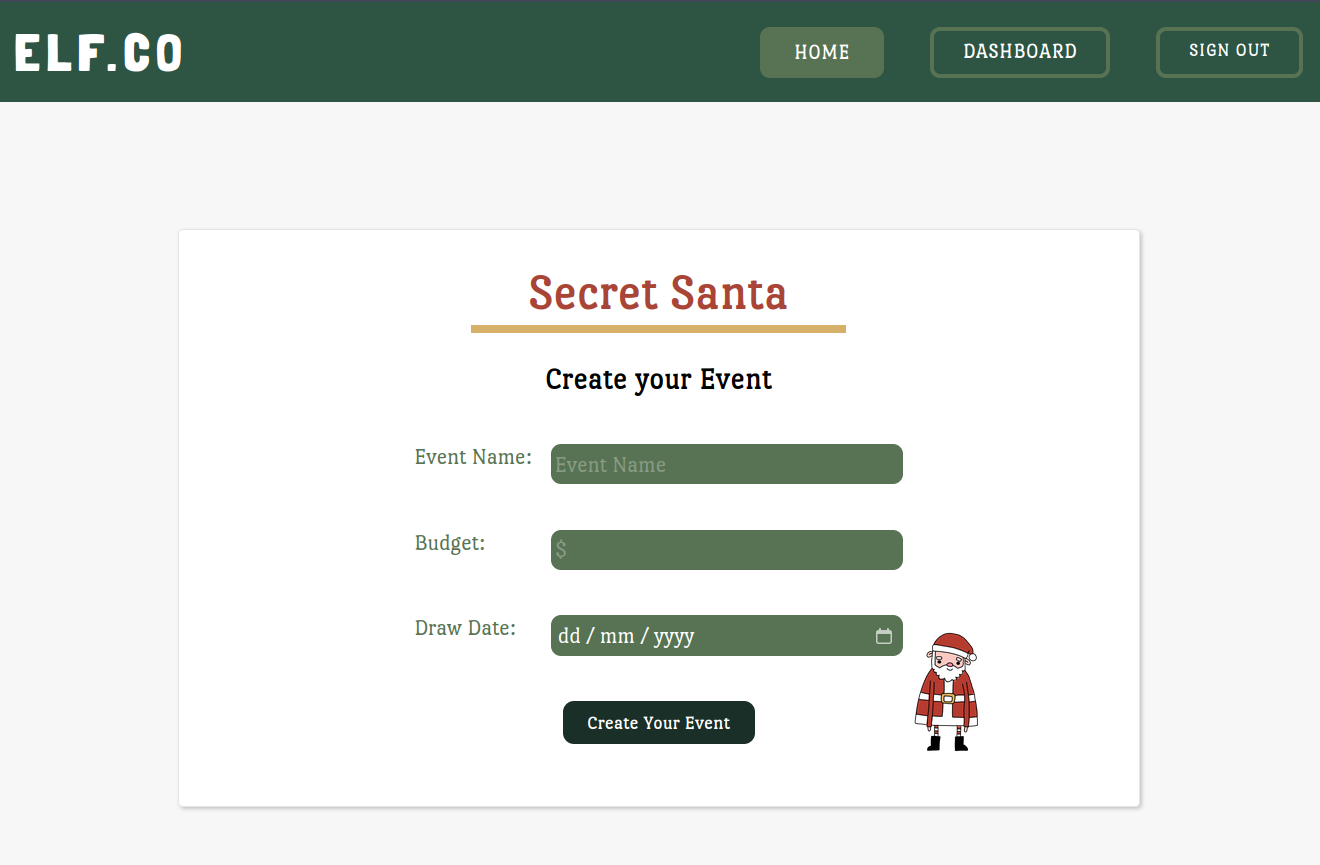 ELF.CO
HOME
DASHBOARD
SIGN OUT
Secret Santa
Create your Event
Event Name:
Event Name
Budget:
$
Draw Date:
dd / mm / yyyy
Create Your Event